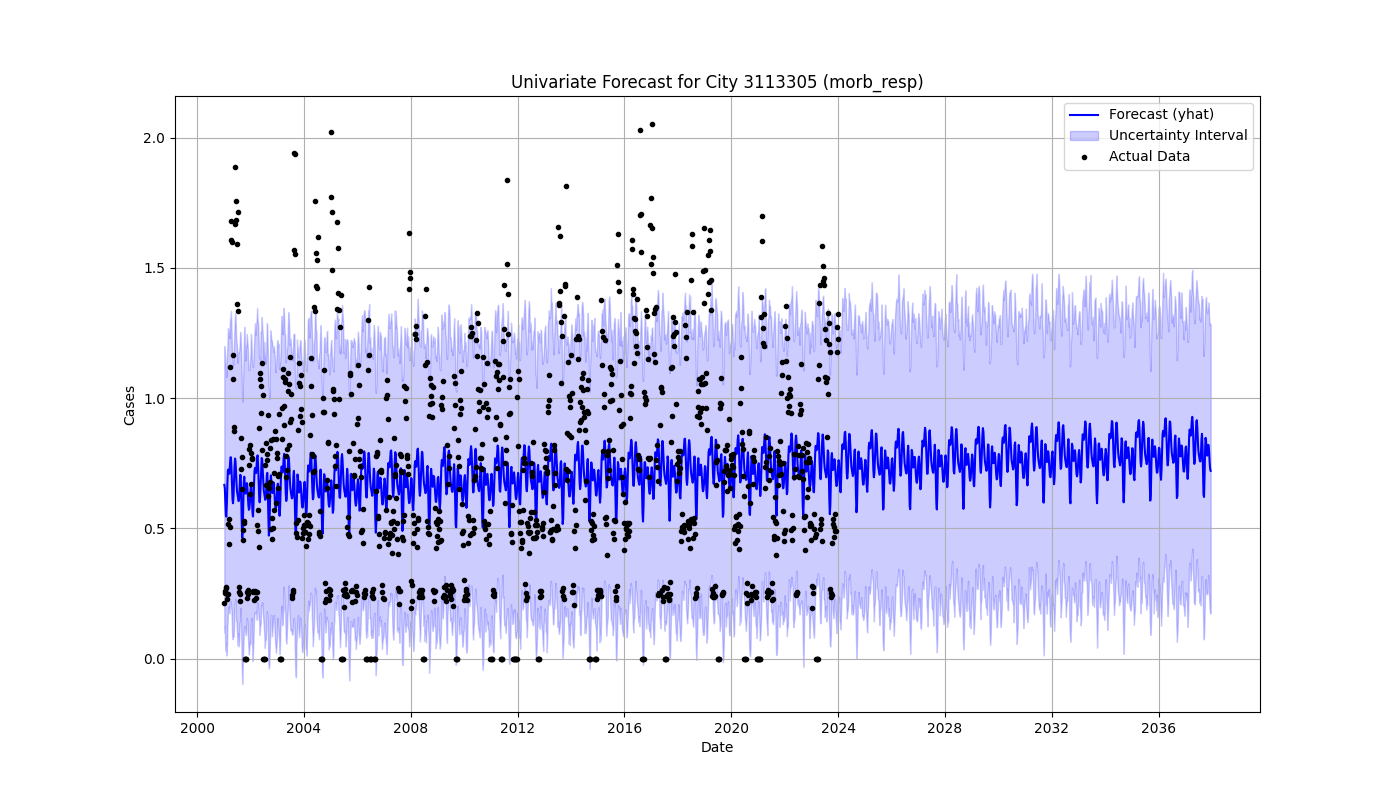 Univariate Forecast for City 3113305 (morb_resp)
Forecast (yhat)
Uncertainty Interval
Actual Data
Cases
2.0
1.5
1.0
0.5
0.0
2000 2004 2008 2012 2016 2020 2024 2028 2032 2036
Date